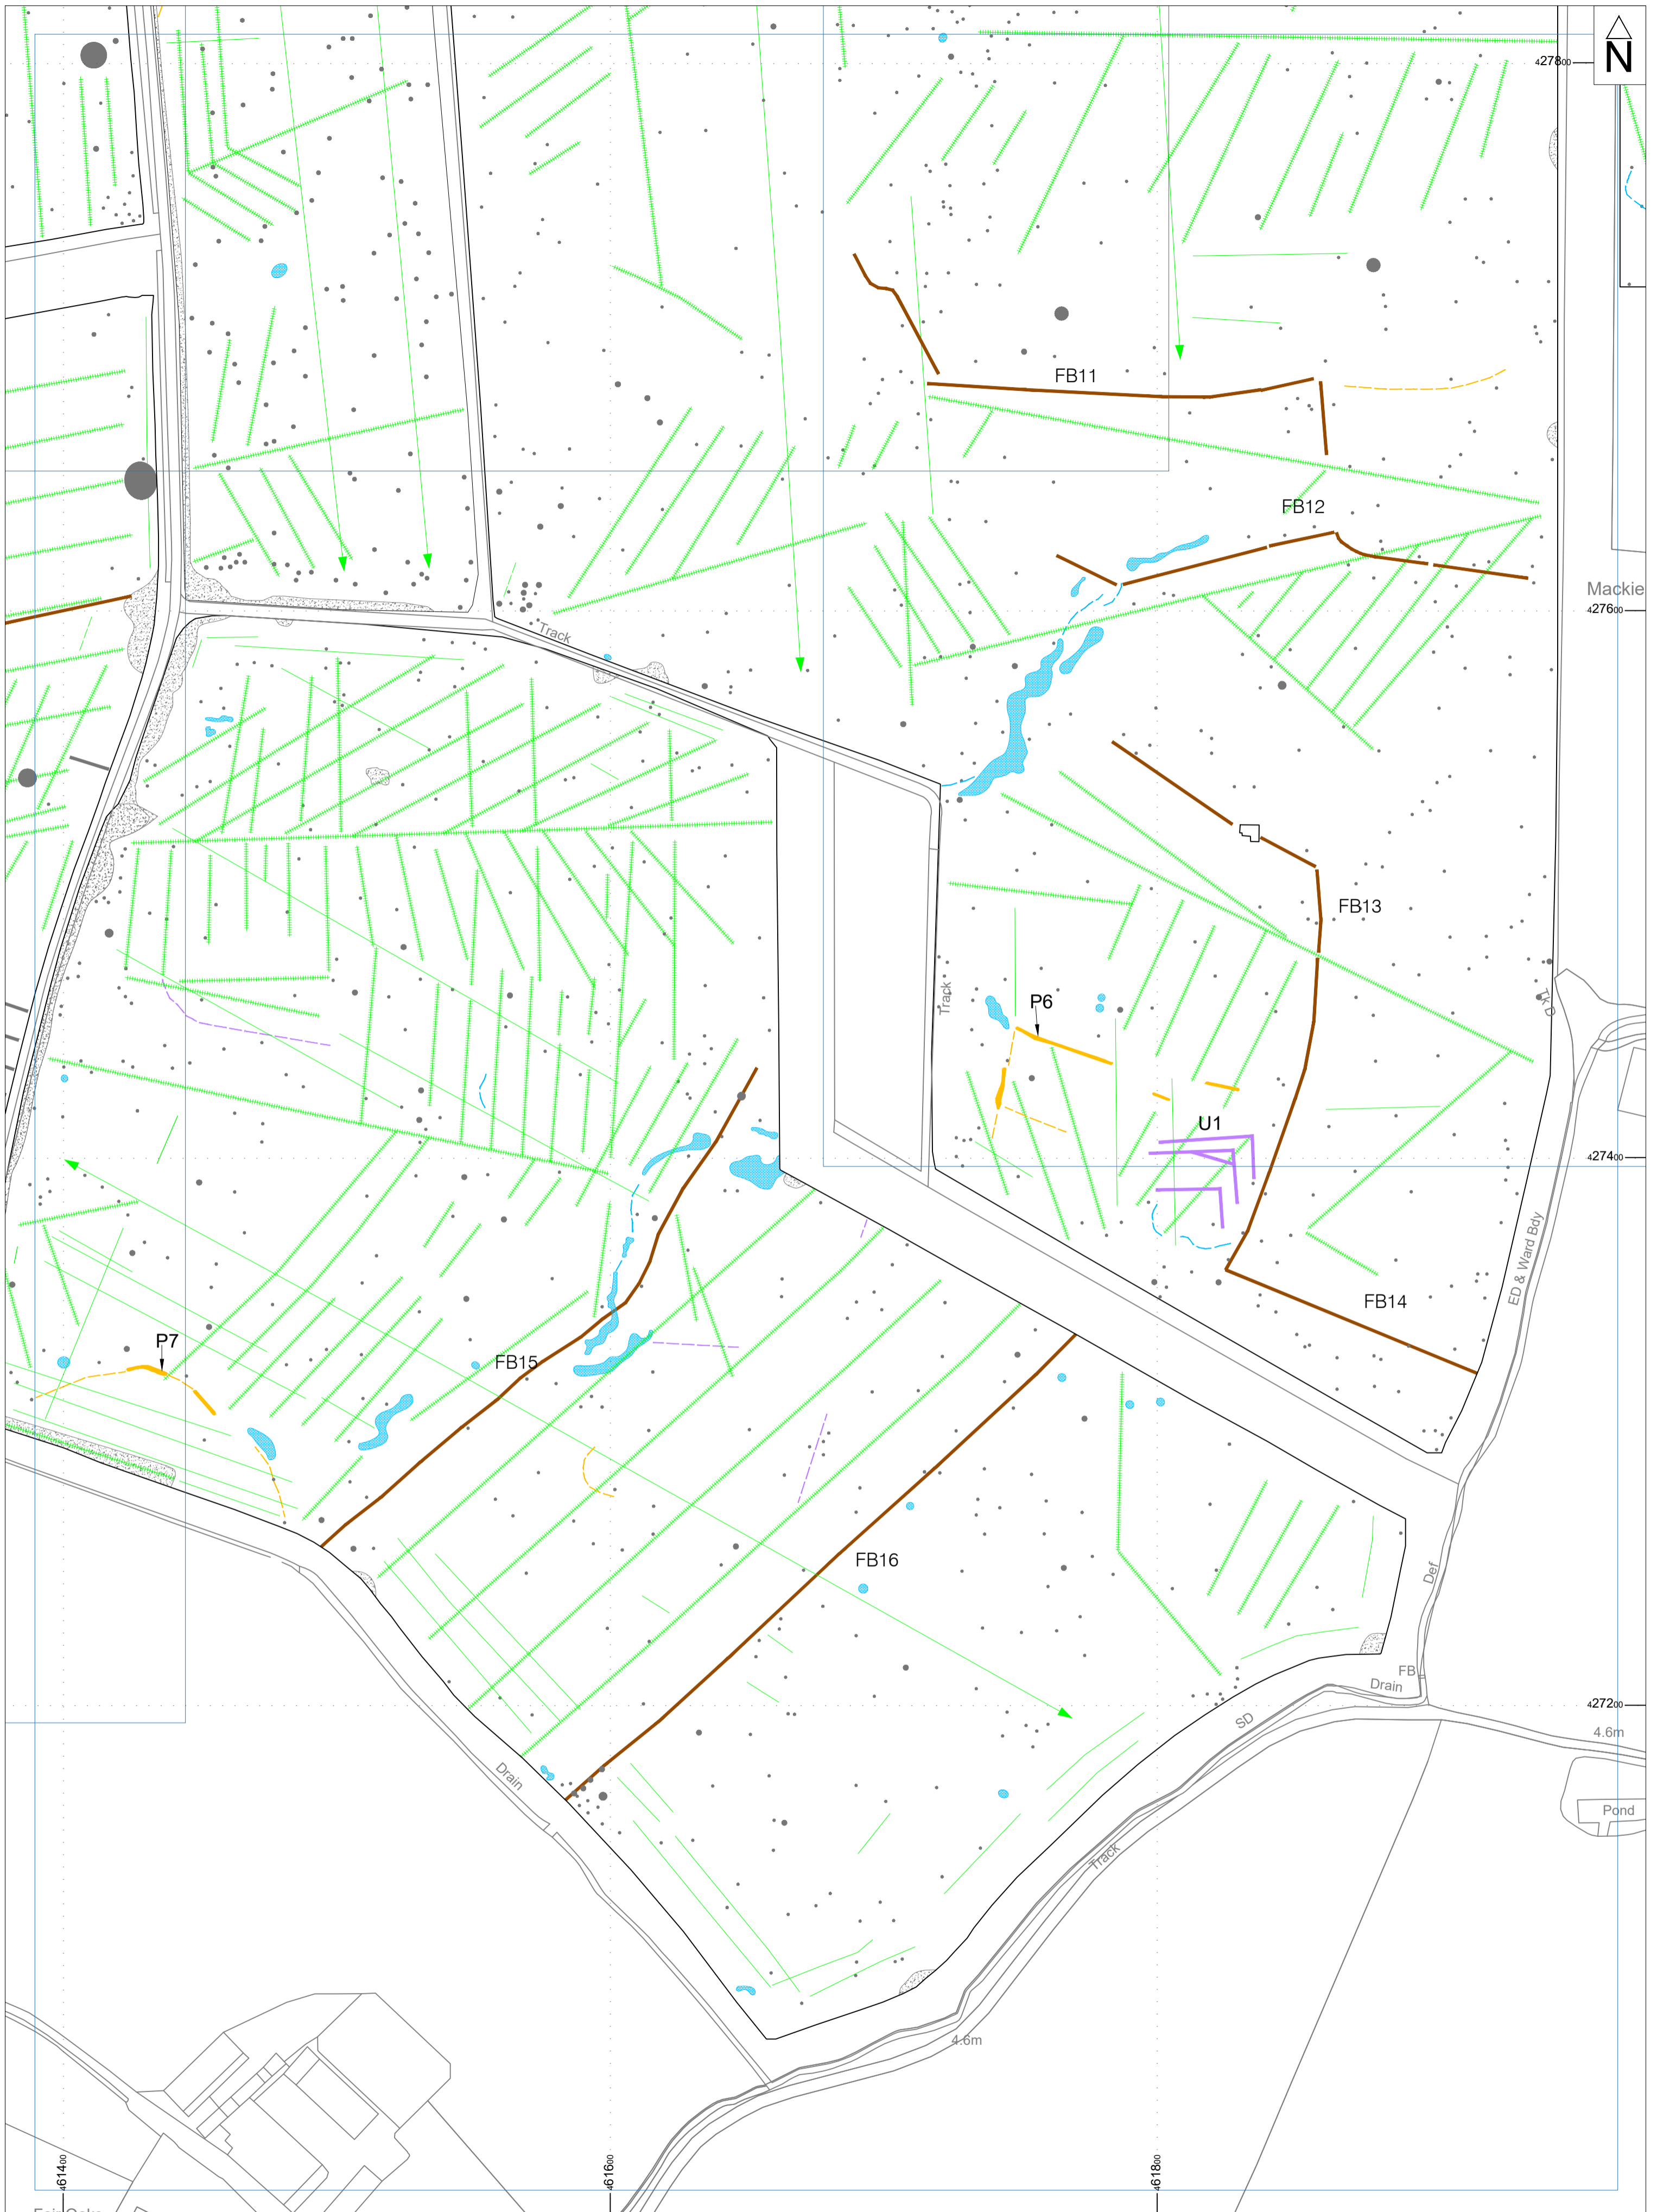 427800
N
FB11
FB12
Mackie
427600
Track
FB13
Track
P6
Tk D
U1
427400
ED & Ward Bdy
FB14
P7
FB15
FB16
Def
FB
Drain
SD
427200
4.6m
Drain
Pond
Track
4.6m
461400
461600
461800